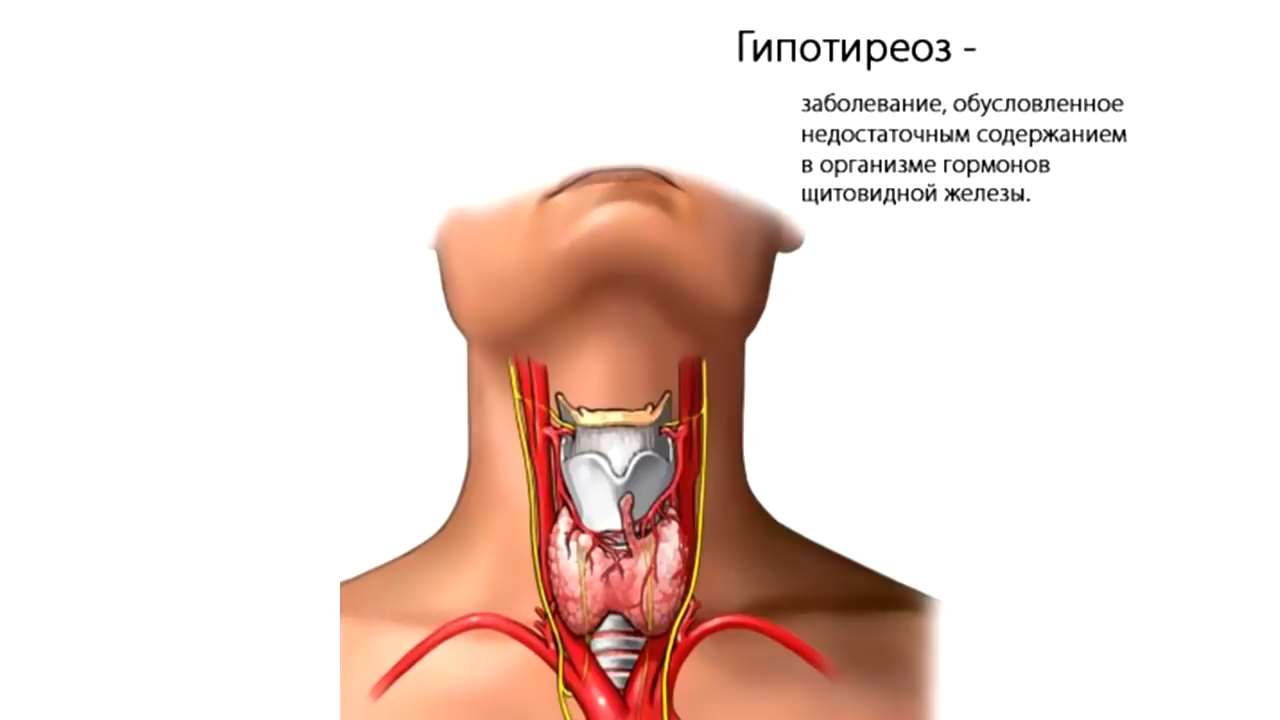 Гипотиреоз -
заболевание, обусловленное
недостаточным содержанием
в организме гормонов
щитовидной железы.